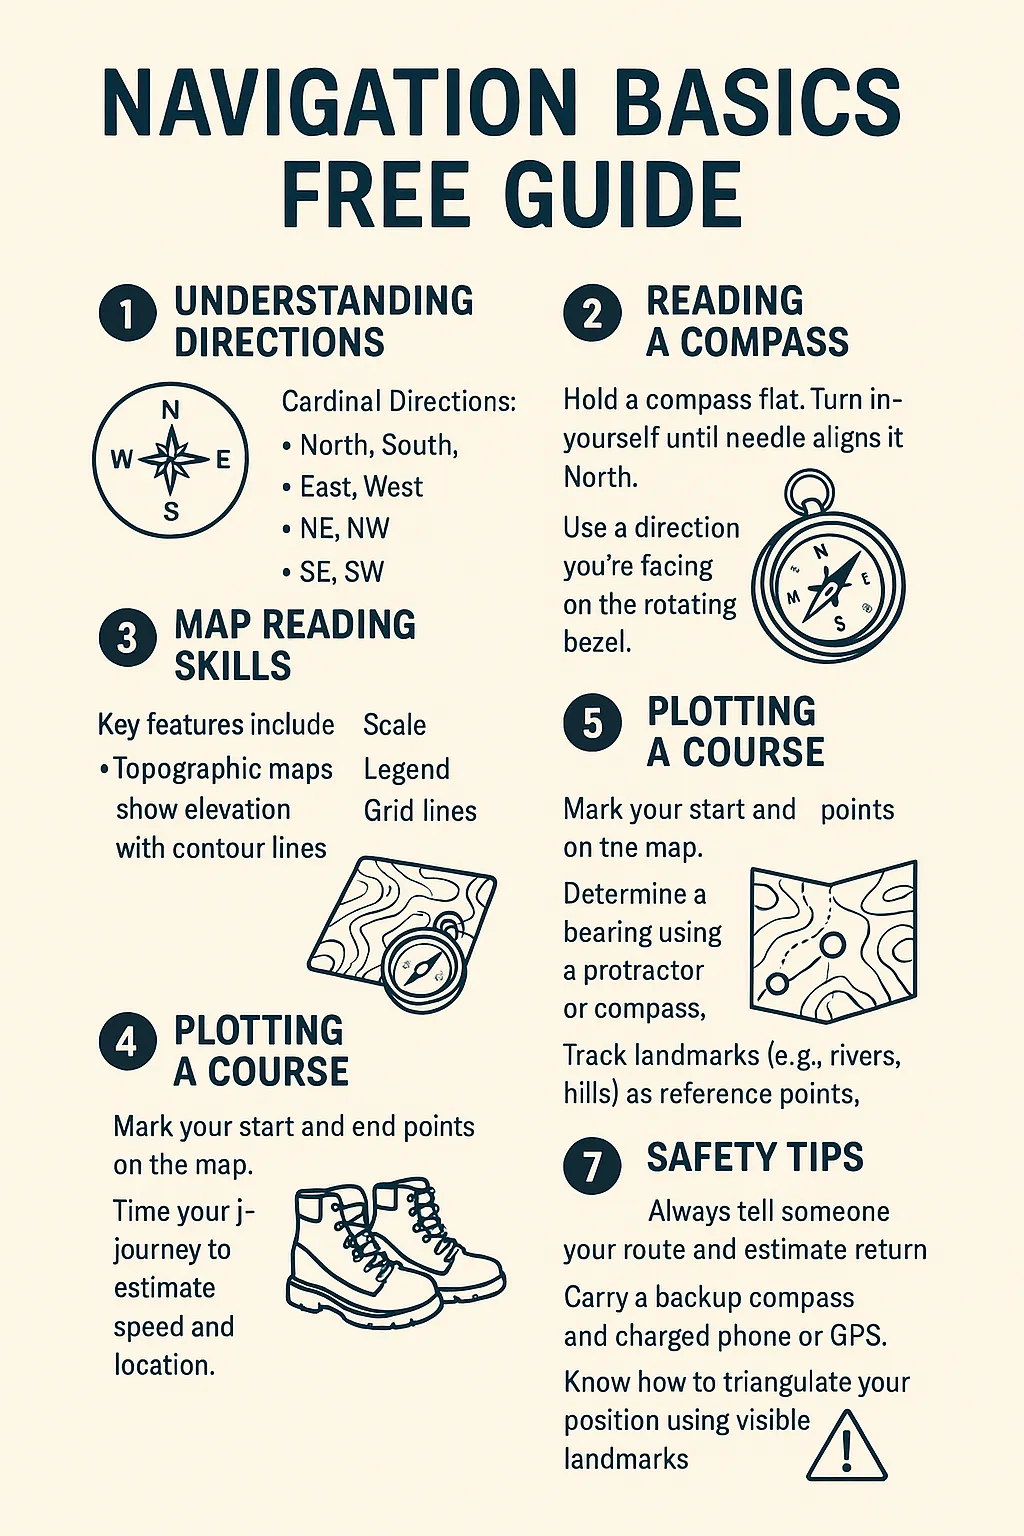 NAVIGATION BASICS
FREE GUIDE
1 UNDERSTANDING
DIRECTIONS
N
W E
S
Cardinal Directions:
• North, South,
• East, West
• NE, NW
• SE, SW
2 READING
A COMPASS
Hold a compass flat. Turn in-
yourself until needle aligns it
North.
Use a direction
you're facing
on the rotating
bezel.
N
E
M
S
3 MAP READING
SKILLS
Key features include
• Topographic maps
show elevation
with contour lines
Scale
Legend
Grid lines
4 PLOTTING
A COURSE
Mark your start and end points
on the map.
Time your j-
journey to
estimate
speed and
location.
5 PLOTTING
A COURSE
Mark your start and points
on tne map.
Determine a
bearing using
a protractor
or compass,
Track landmarks (e.g., rivers,
hills) as reference points,
7 SAFETY TIPS
Always tell someone
your route and estimate return
Carry a backup compass
and charged phone or GPS.
Know how to triangulate your
position using visible
landmarks
!